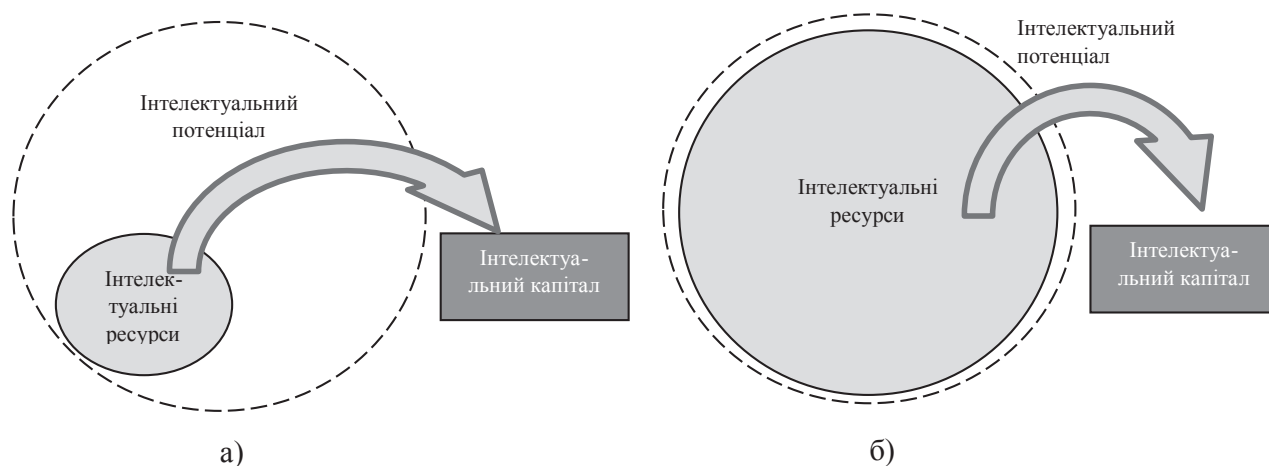 Інтелектуальний
потенціал
Інтелек-
туальні
ресурси
Інтелектуа-
льний капітал
а)
Інтелектуальний
потенціал
Інтелектуальні
ресурси
Інтелектуа-
льний капітал
б)